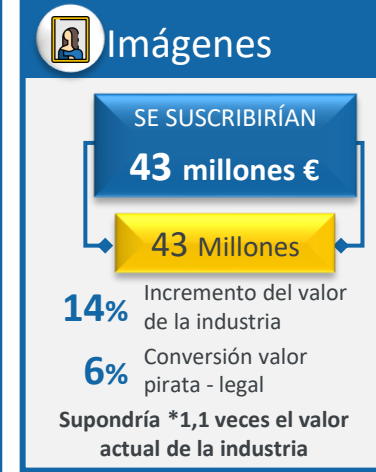 Imágenes
SE SUSCRIBIRÍAN
43 millones €
43 Millones
14% Incremento del valor
de la industria
6% Conversión valor
pirata - legal
Supondría *1,1 veces el valor
actual de la industria